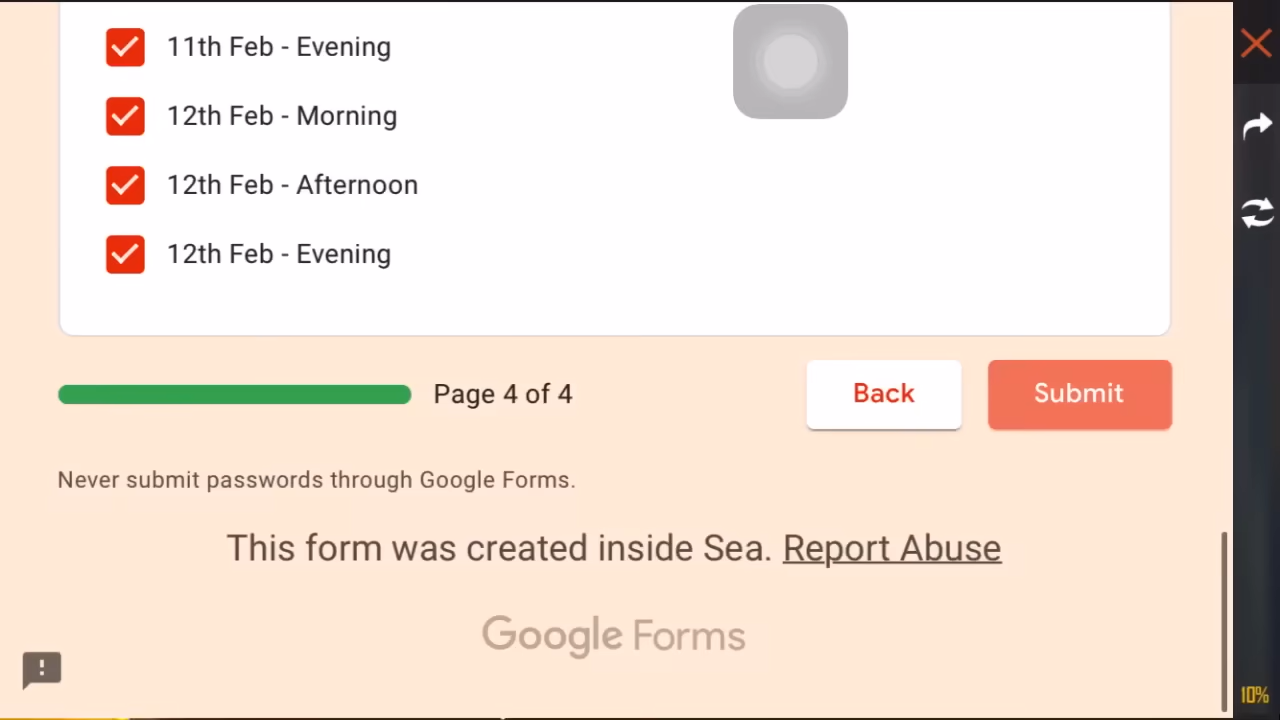 11th Feb - Evening
12th Feb - Morning
12th Feb - Afternoon
12th Feb - Evening
Page 4 of 4
Back
Submit
Never submit passwords through Google Forms.
This form was created inside Sea. Report Abuse
Google Forms
10%